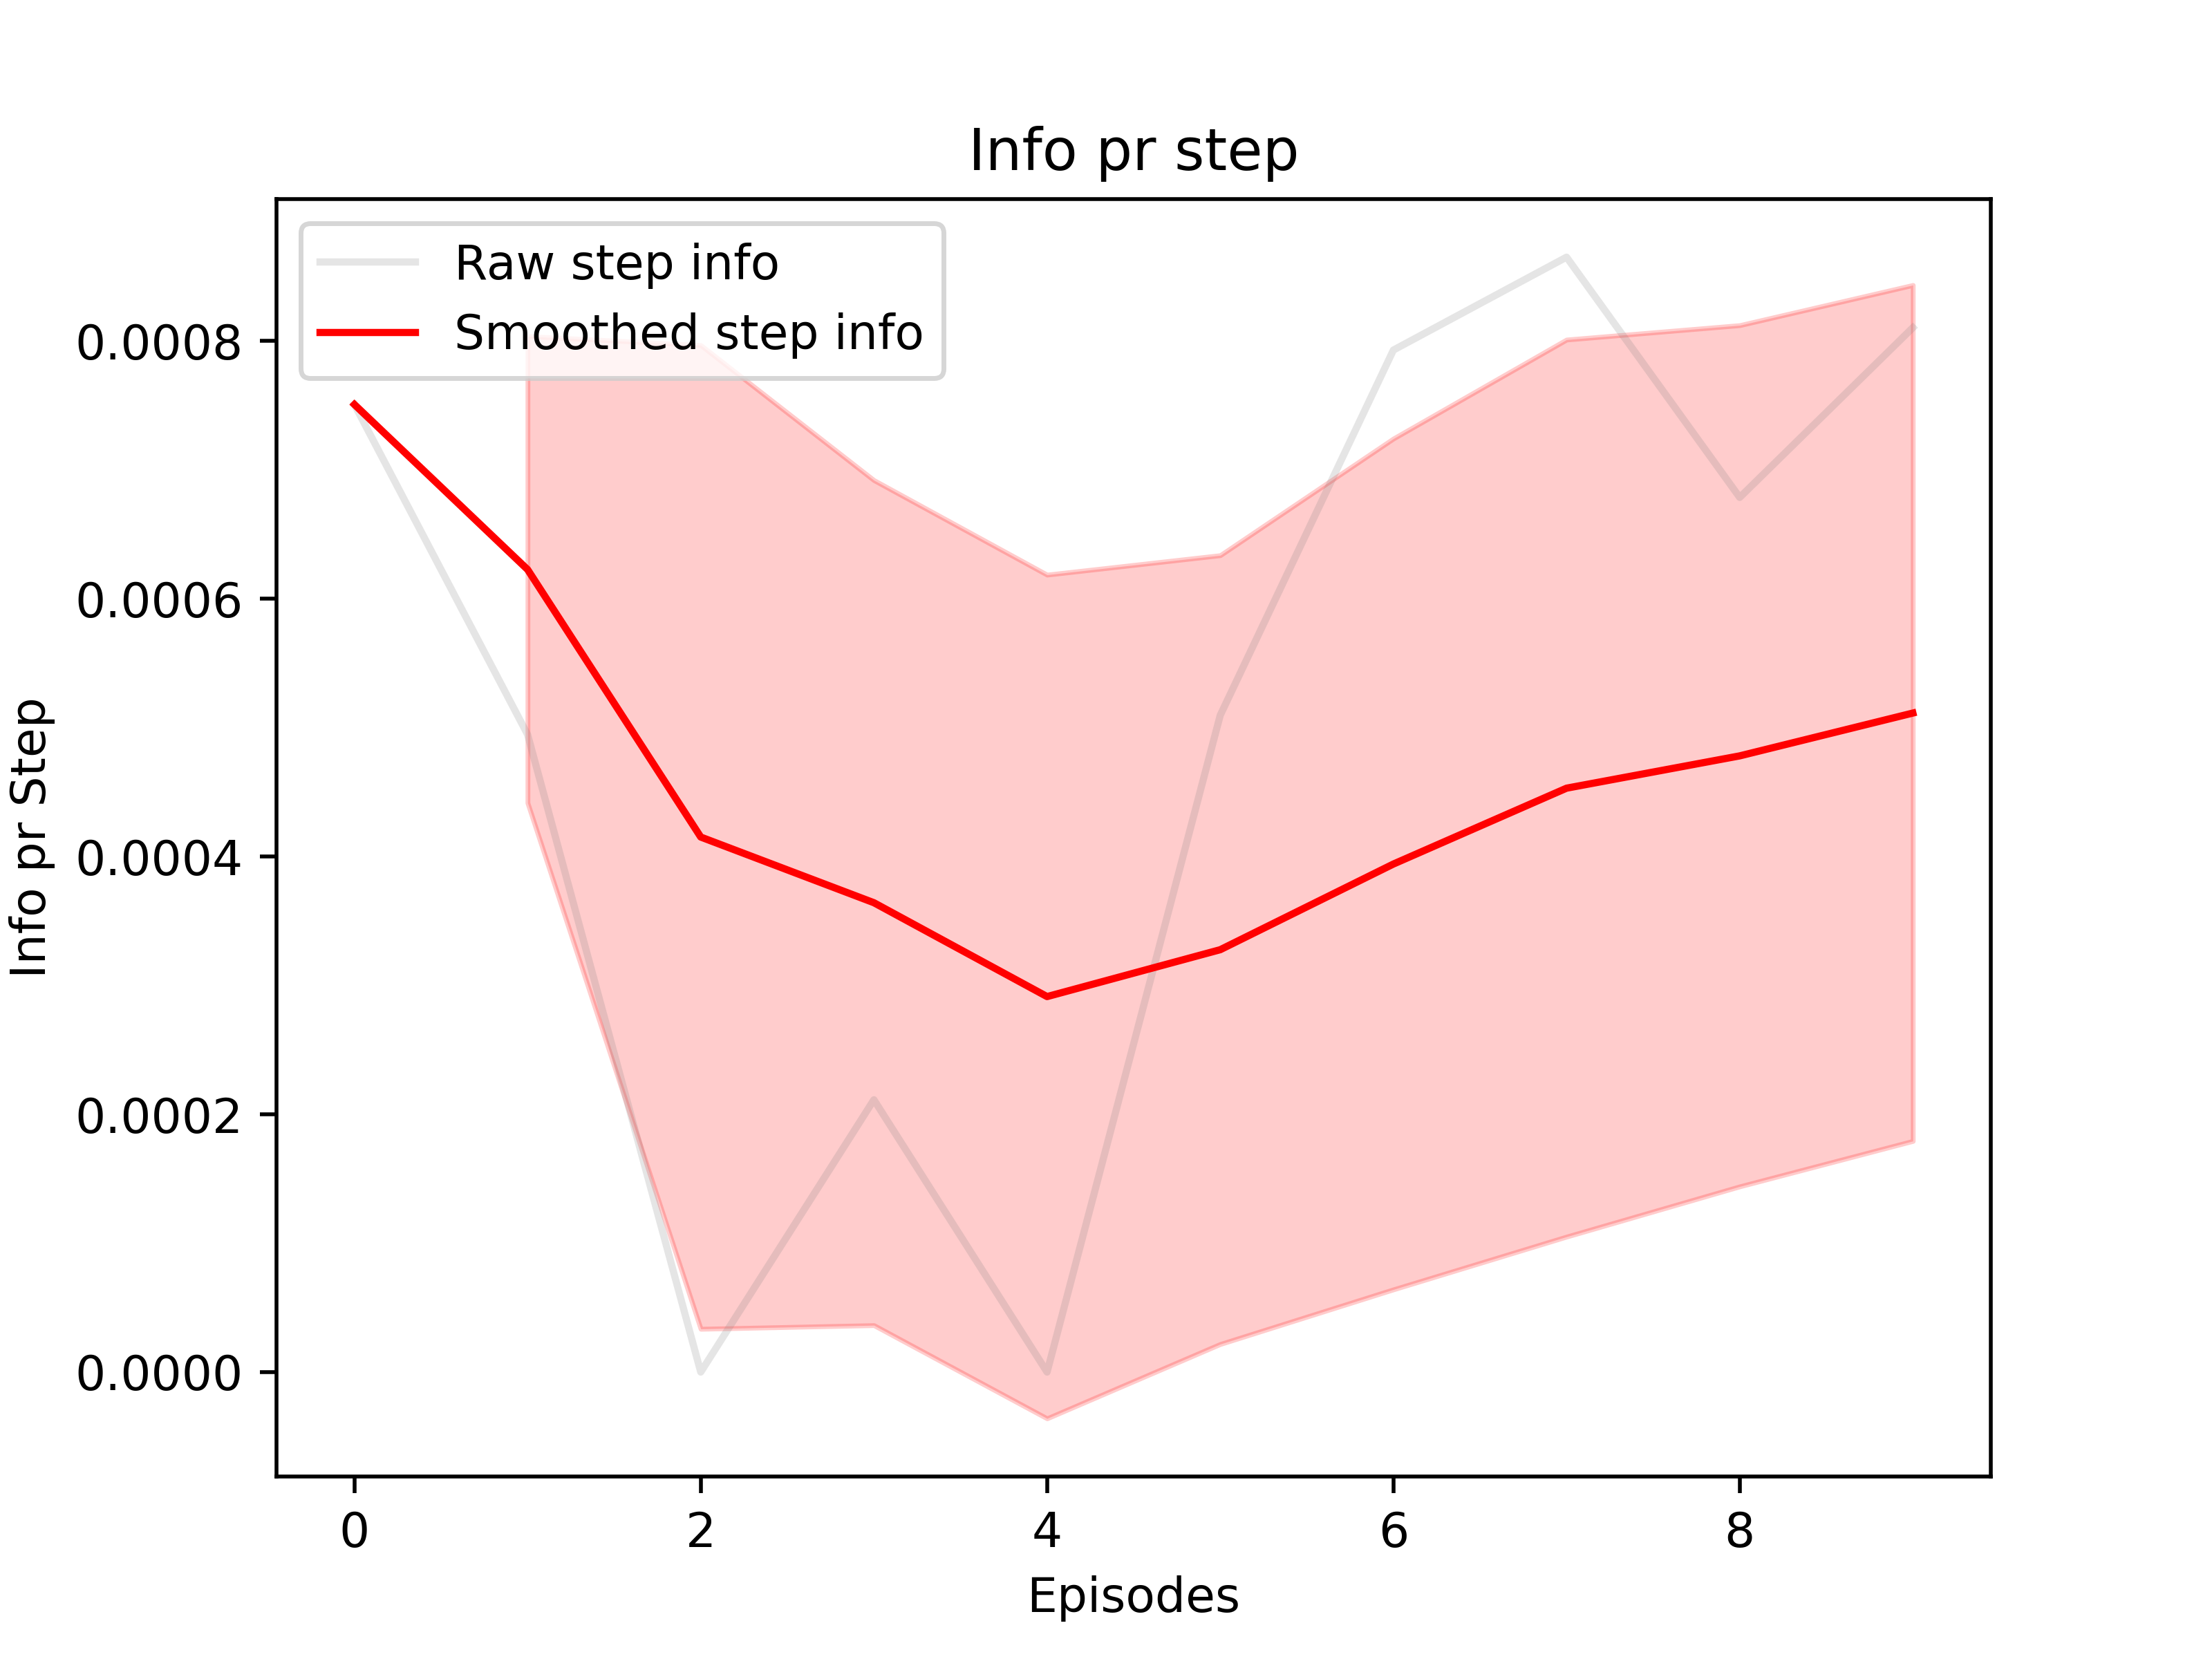 Info pr step
Raw step info
Smoothed step info
Info pr Step
0.0008
0.0006
0.0004
0.0002
0.0000
0 2 4 6 8
Episodes